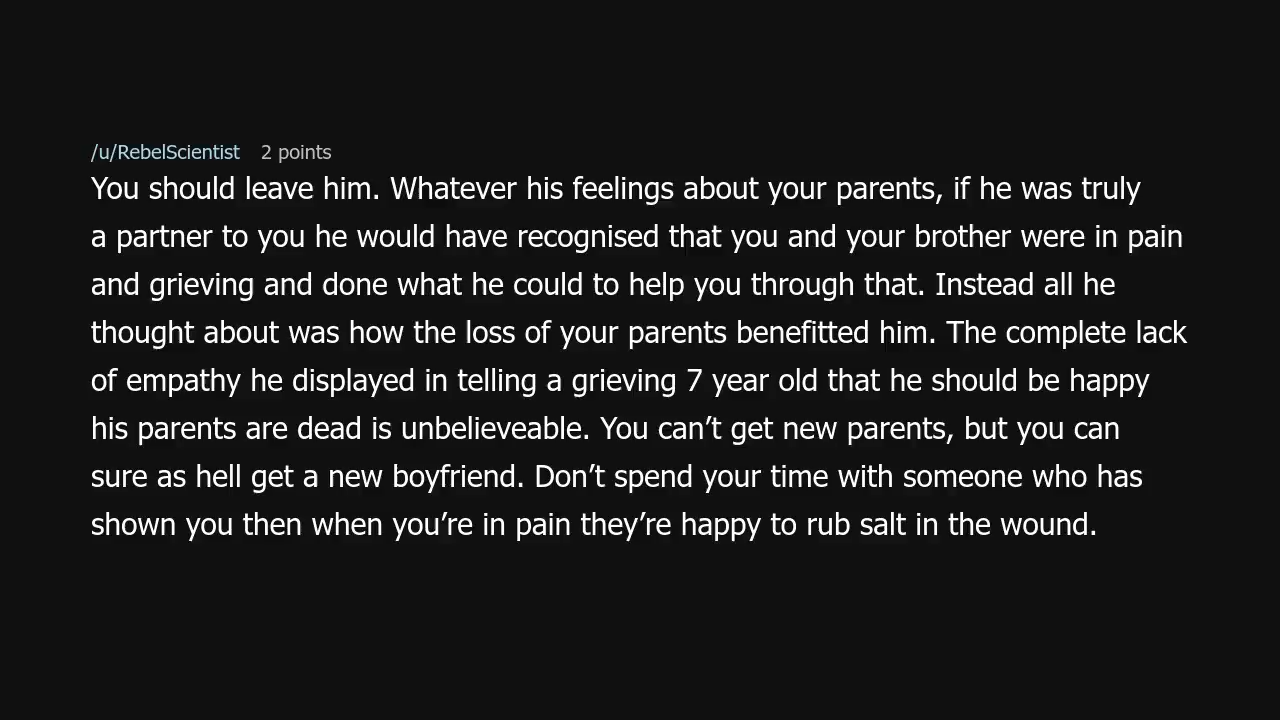 /u/RebelScientist 2 points
You should leave him. Whatever his feelings about your parents, if he was truly
a partner to you he would have recognised that you and your brother were in pain
and grieving and done what he could to help you through that. Instead all he
thought about was how the loss of your parents benefitted him. The complete lack
of empathy he displayed in telling a grieving 7 year old that he should be happy
his parents are dead is unbelieveable. You can’t get new parents, but you can
sure as hell get a new boyfriend. Don’t spend your time with someone who has
shown you then when you’re in pain they’re happy to rub salt in the wound.